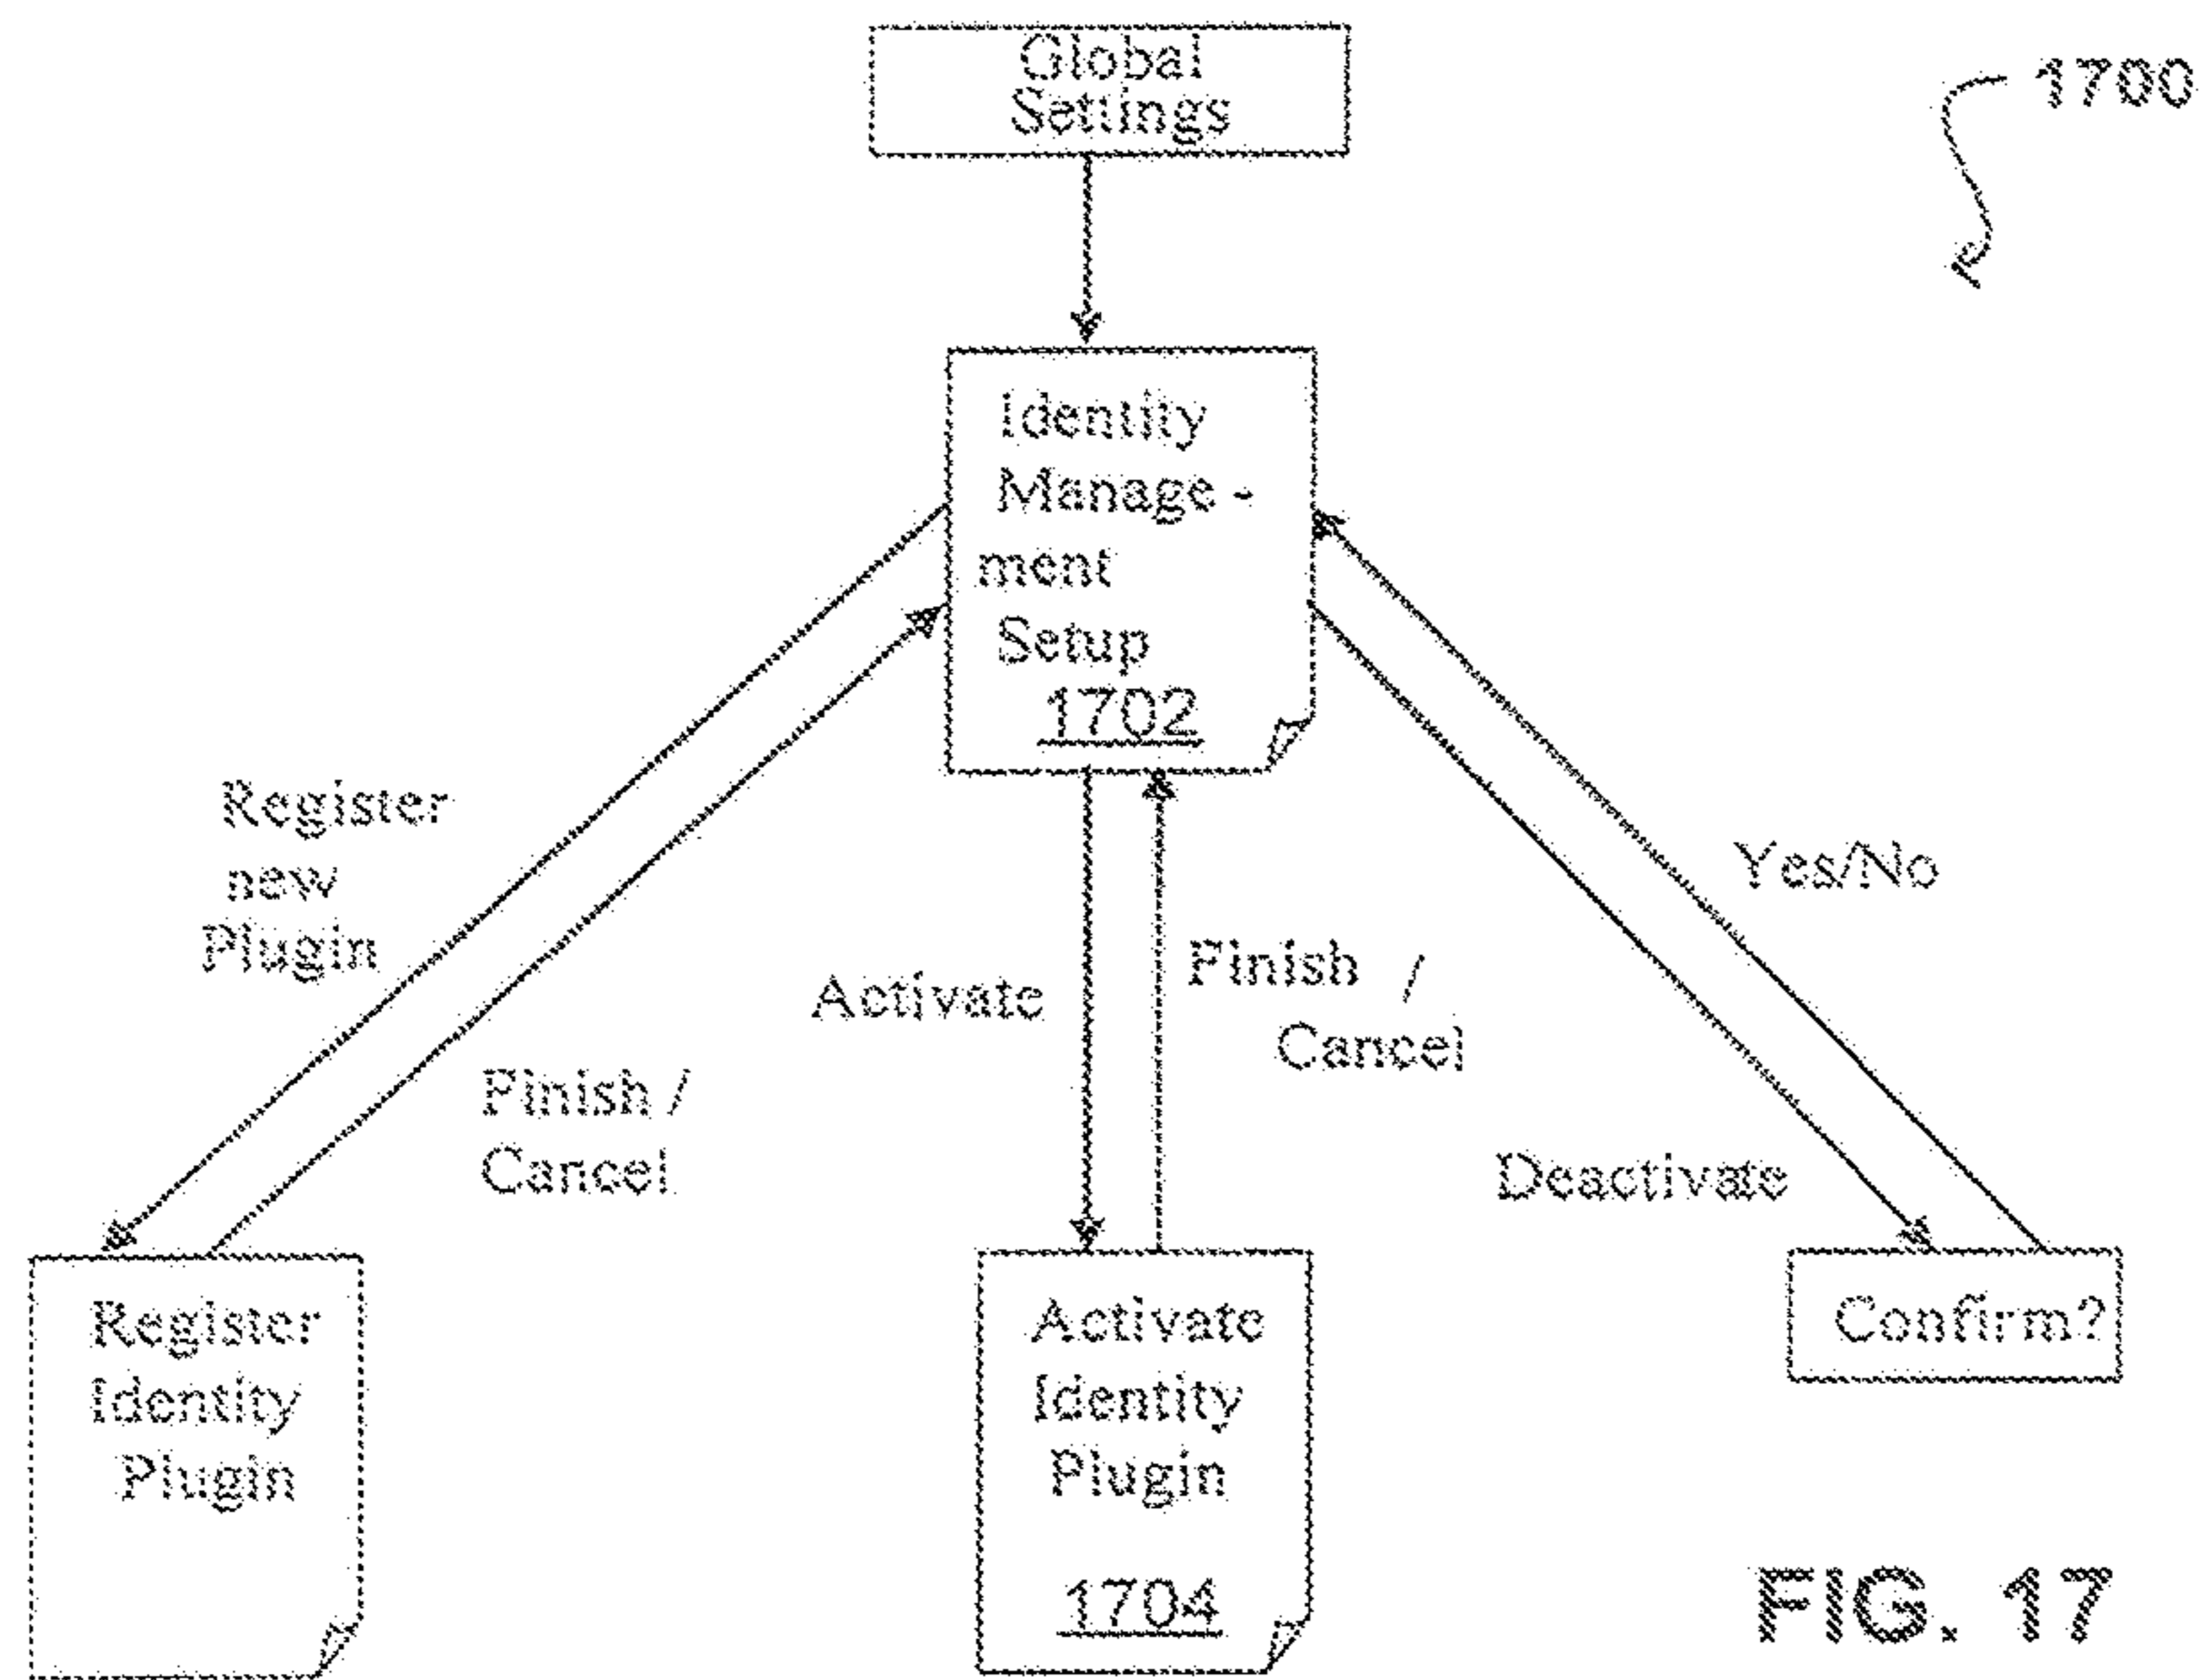 Global
Settings
1700
Identity
Manage -
ment
Setup
1702
Register
new
Plugin
Finish /
Cancel
Activate
Finish /
Cancel
Yes/No
Deactivate
Register
Identity
Plugin
Activate
Identity
Plugin
1704
Confirm?
FIG. 17